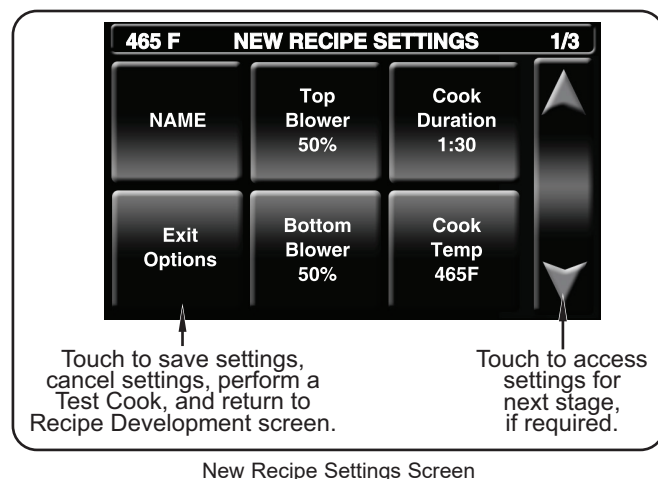 465 F NEW RECIPE SETTINGS 1/3
NAME
Top
Blower
50%
Cook
Duration
1:30
Exit
Options
Bottom
Blower
50%
Cook
Temp
465F
Touch to save settings,
cancel settings, perform a
Test Cook, and return to
Recipe Development screen.
Touch to access
settings for
next stage,
if required.
New Recipe Settings Screen